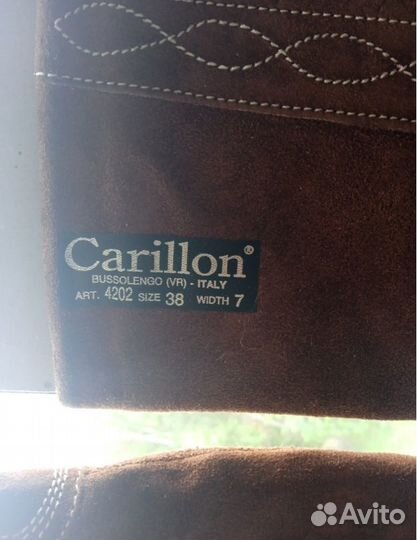 Carillon®
BUSSOLENGO (VR) - ITALY
ART. 4202 SIZE 38 WIDTH 7
Avito